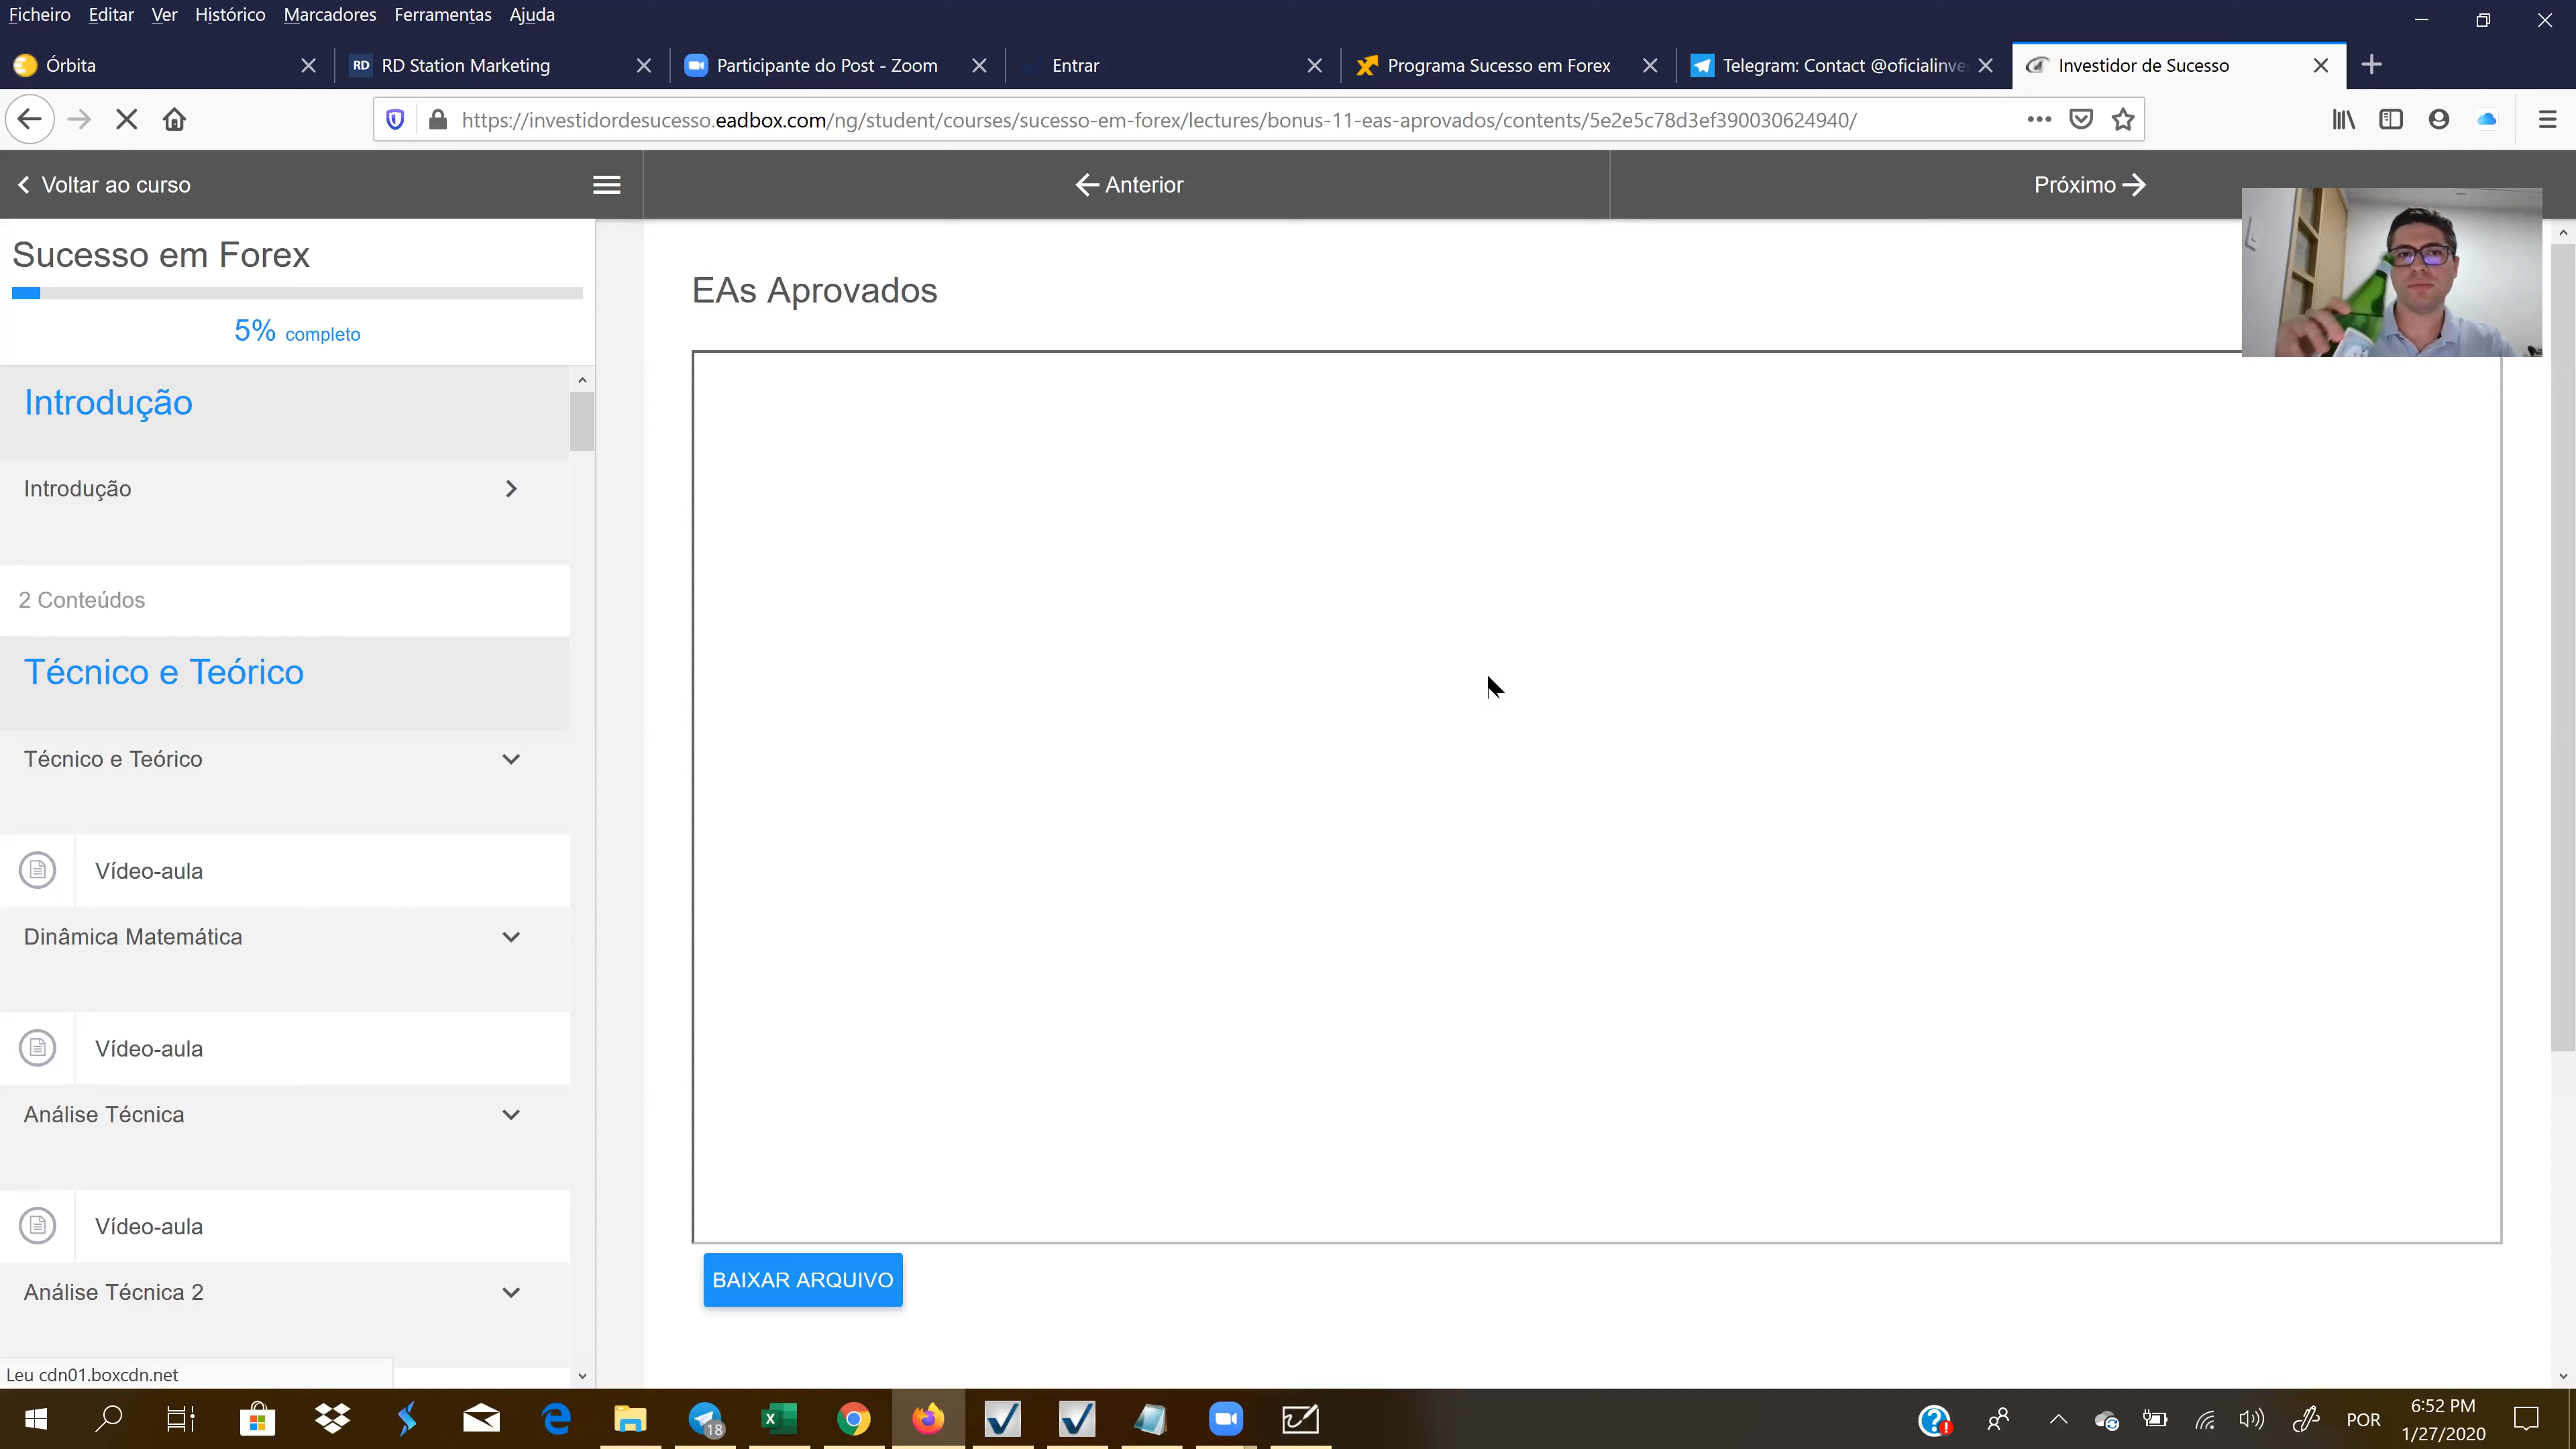 Ficheiro Editar Ver Histórico Marcadores Ferramentas Ajuda
Órbita
RD RD Station Marketing
Participante do Post - Zoom
Entrar
Programa Sucesso em Forex
Telegram: Contact @oficialinve
Investidor de Sucesso
https://investidordesucesso.eadbox.com/ng/student/courses/sucesso-em-forex/lectures/bonus-11-eas-aprovados/contents/5e2e5c78d3ef390030624940/
Voltar ao curso
Anterior
Próximo
Sucesso em Forex
5% completo
Introdução
Introdução
2 Conteúdos
Técnico e Teórico
Técnico e Teórico
Vídeo-aula
Dinâmica Matemática
Vídeo-aula
Análise Técnica
Vídeo-aula
Análise Técnica 2
EAs Aprovados
BAIXAR ARQUIVO
Leu cdn01.boxcdn.net
18
POR
6:52 PM
1/27/2020